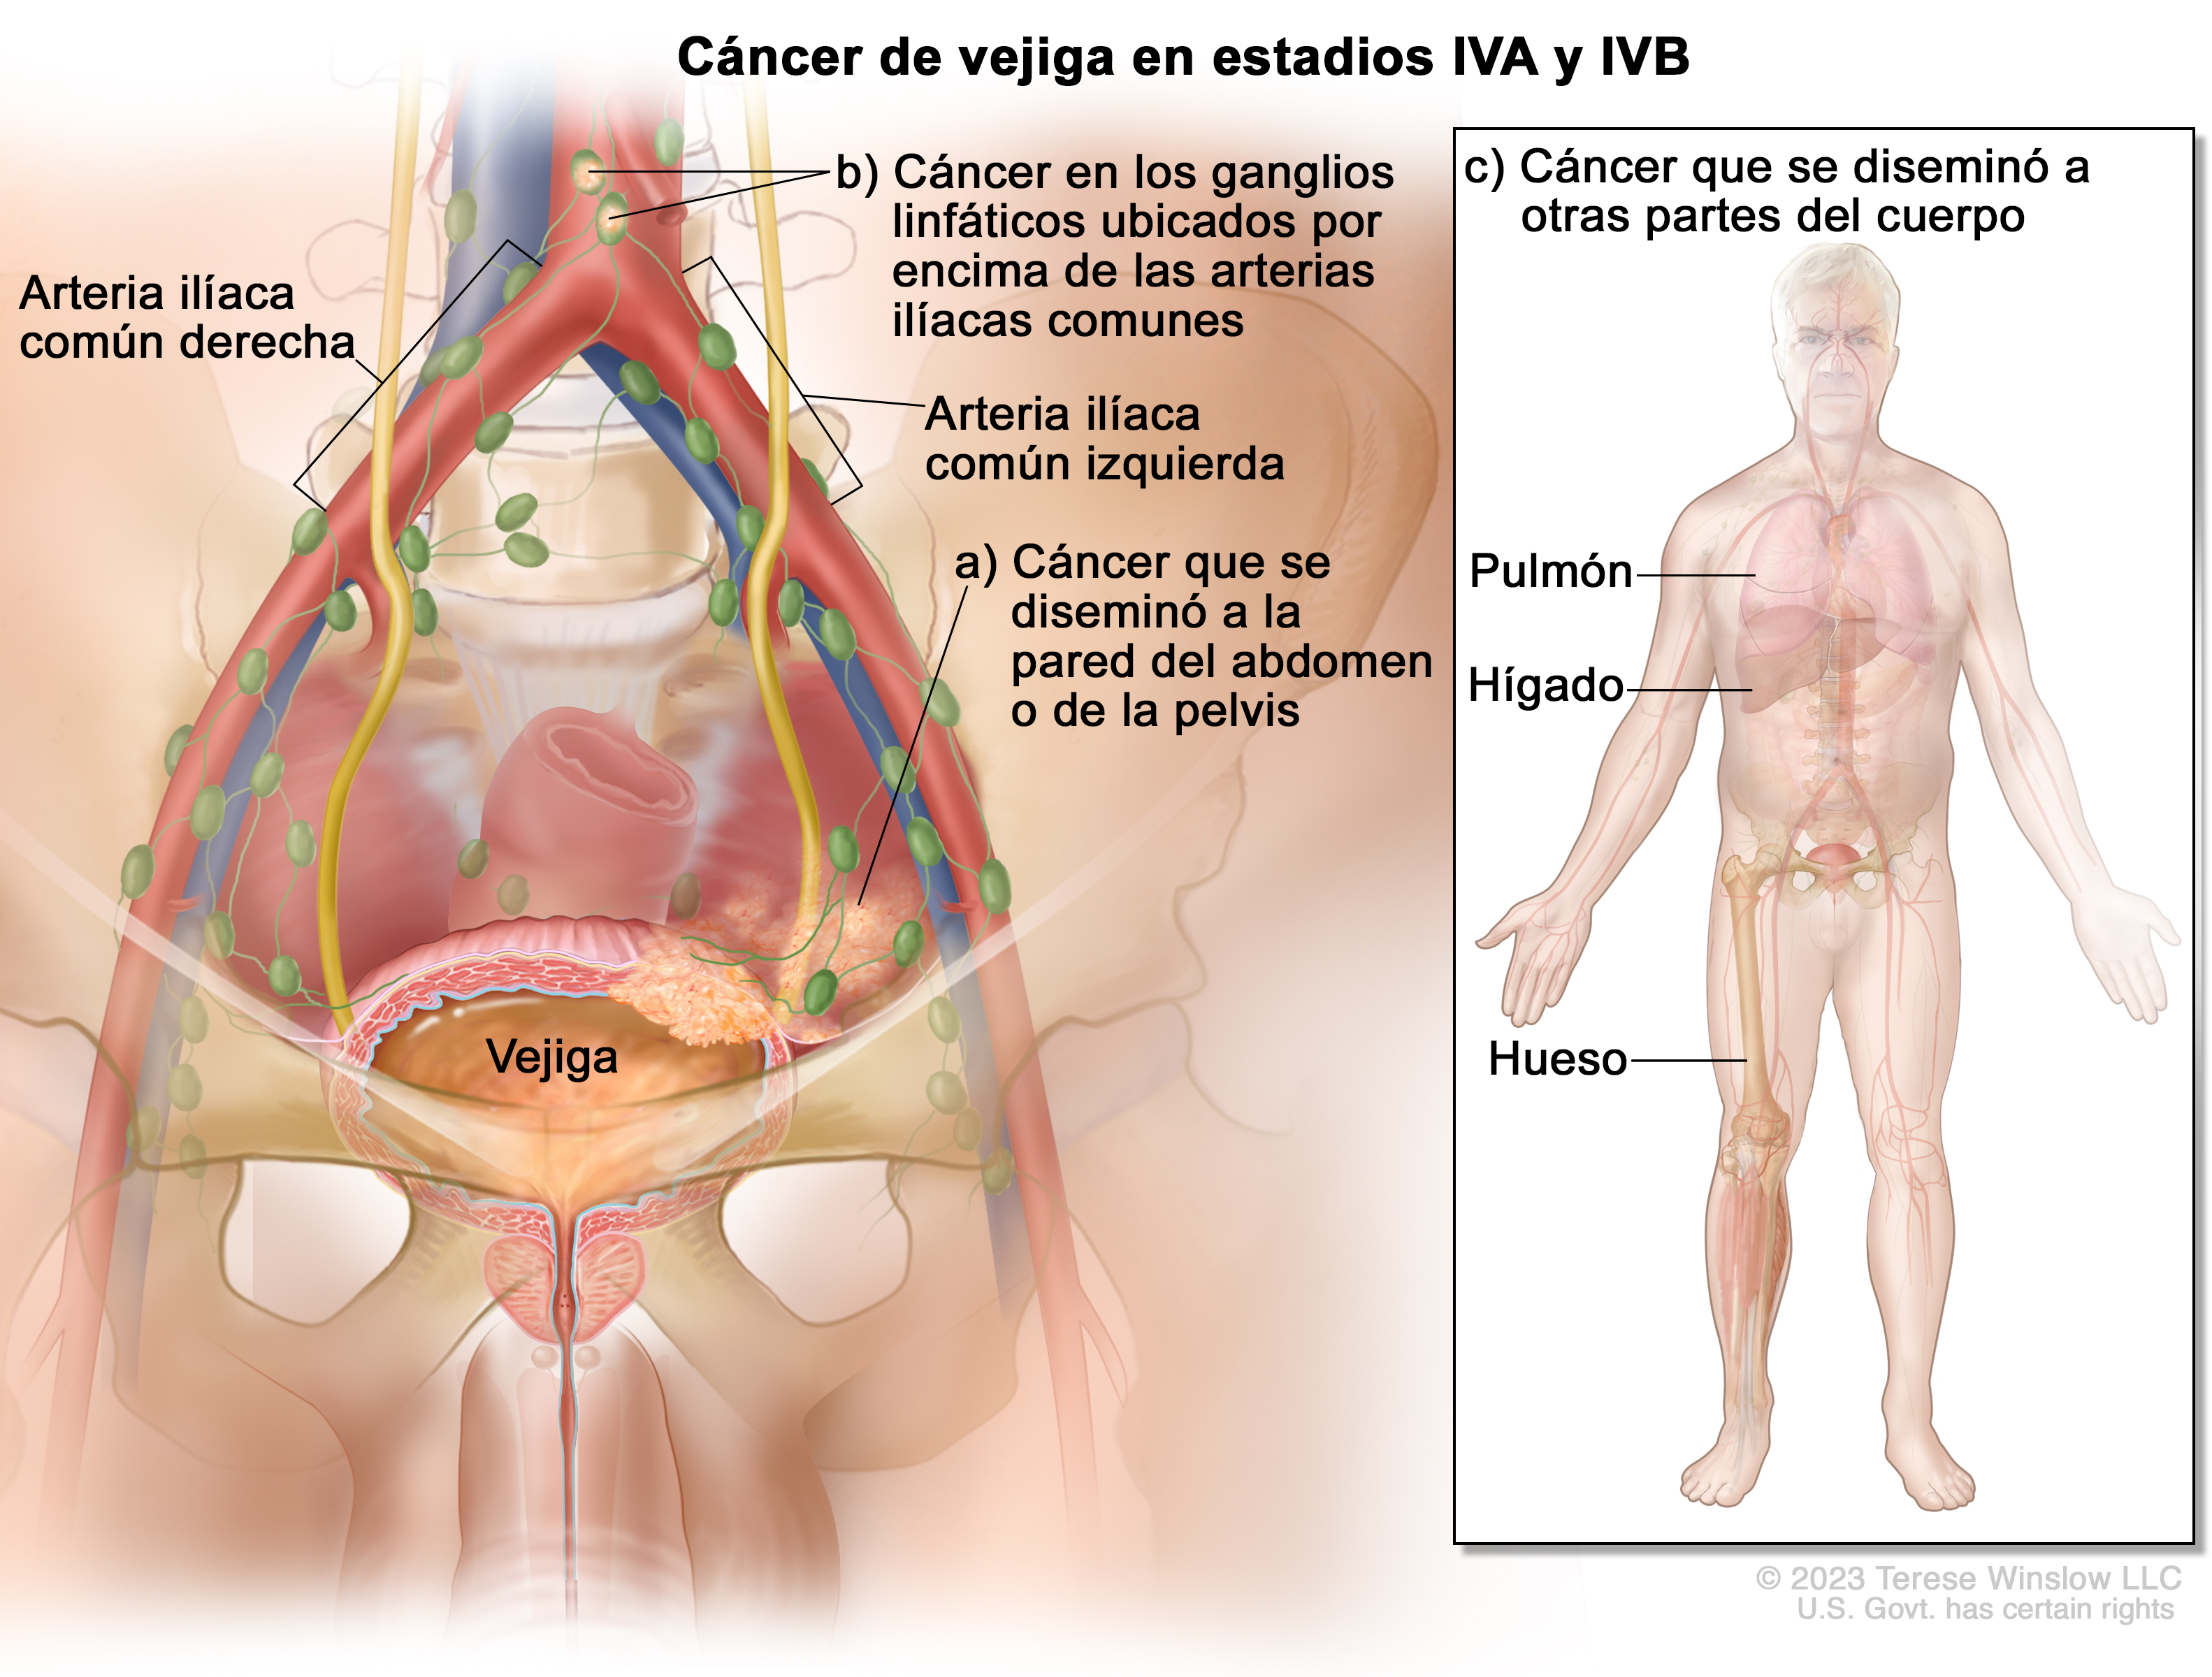 Cáncer de vejiga en estadios IVA y IVB
b) Cáncer en los ganglios
linfáticos ubicados por
encima de las arterias
ilíacas comunes
Arteria ilíaca
común derecha
Arteria ilíaca
común izquierda
a) Cáncer que se
diseminó a la
pared del abdomen
o de la pelvis
Vejiga
c) Cáncer que se diseminó a
otras partes del cuerpo
Pulmón
Hígado
Hueso
© 2023 Terese Winslow LLC
U.S. Govt. has certain rights